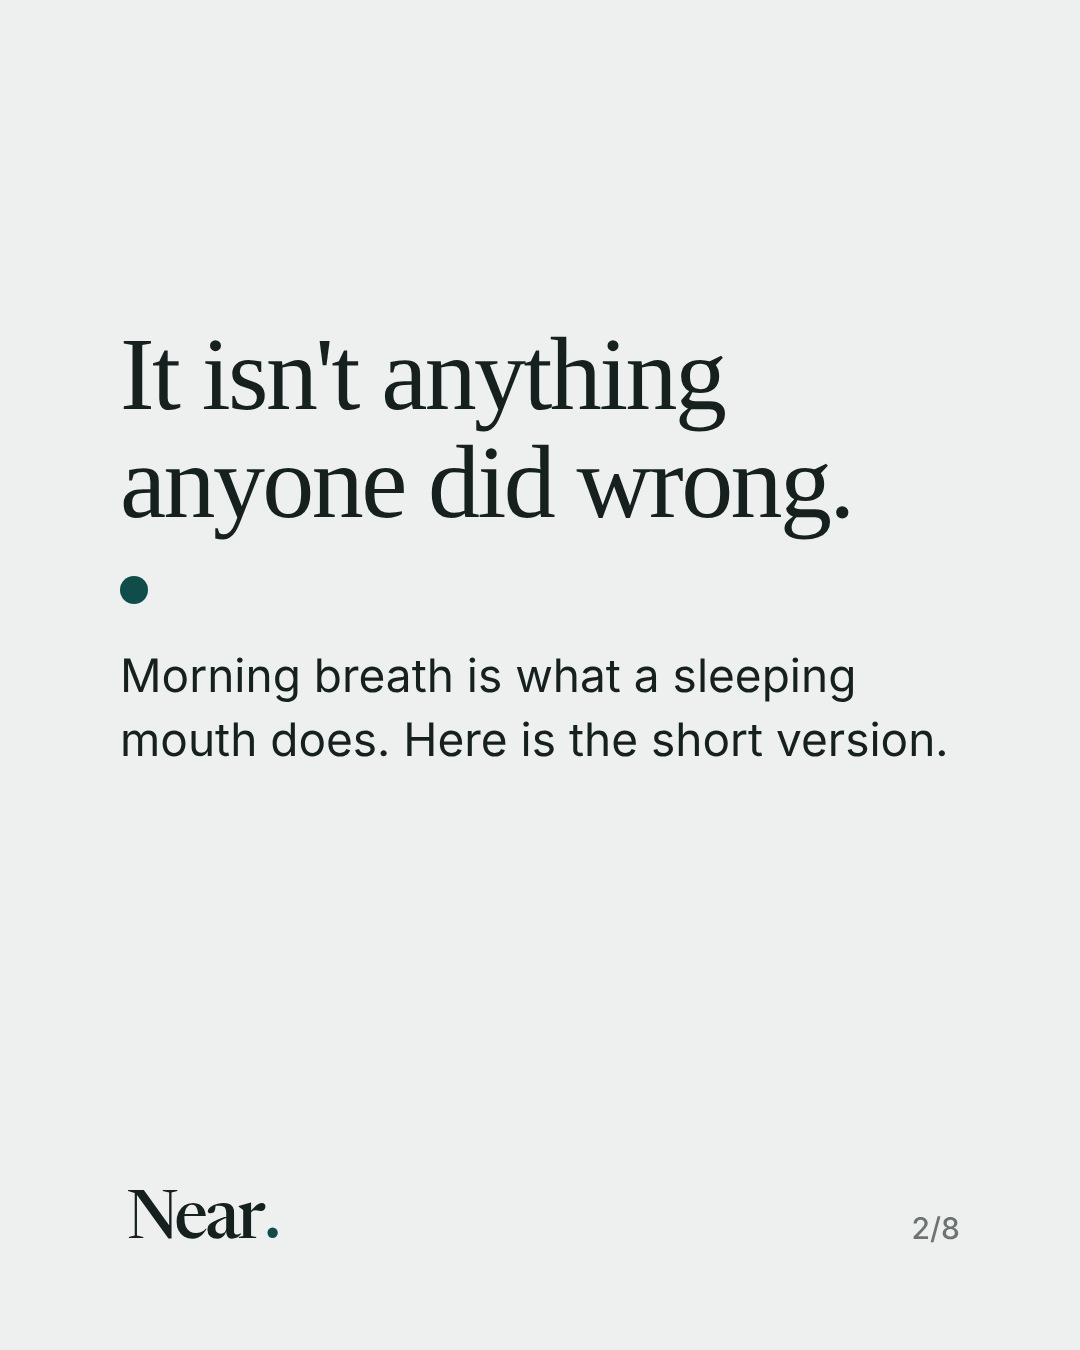 It isn't anything
anyone did wrong.
Morning breath is what a sleeping
mouth does. Here is the short version.
Near.
2/8